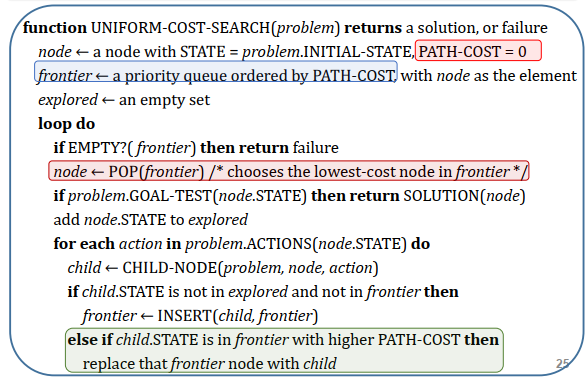 function UNIFORM-COST-SEARCH(problem) returns a solution, or failure
node ← a node with STATE = problem.INITIAL-STATE, PATH-COST = 0
frontier ← a priority queue ordered by PATH-COST, with node as the element
explored ← an empty set
loop do
if EMPTY?( frontier) then return failure
node ← POP(frontier) /* chooses the lowest-cost node in frontier */
if problem.GOAL-TEST(node.STATE) then return SOLUTION(node)
add node.STATE to explored
for each action in problem.ACTIONS(node.STATE) do
child ← CHILD-NODE(problem, node, action)
if child.STATE is not in explored and not in frontier then
frontier ← INSERT(child, frontier)
else if child.STATE is in frontier with higher PATH-COST then
replace that frontier node with child
25